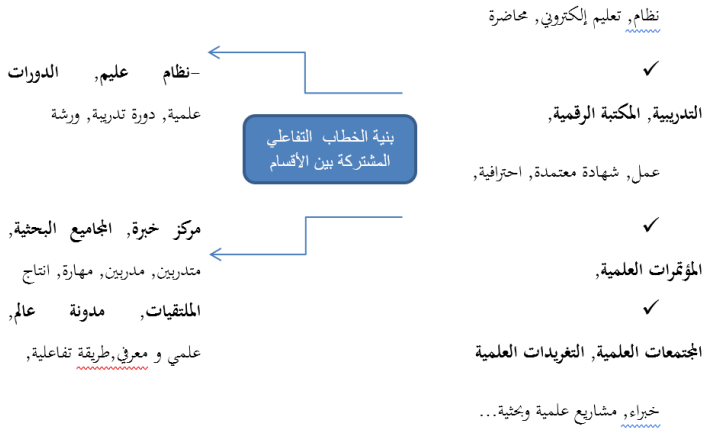 نظام, تعليم إلكتروني, محاضرة
✓
التدريبية, المكتبة الرقمية,
عمل, شهادة معتمدة, احترافية,
✓
المؤتمرات العلمية,
✓
المجتمعات العلمية, التغريدات العلمية
خبراء, مشاريع علمية وبحثية...
بنية الخطاب التفاعلي
المشتركة بين الأقسام
-نظام عليم, الدورات
علمية, دورة تدريبة, ورشة
مركز خبرة, المجاميع البحثية,
متدربين, مدربين, مهارة, انتاج
الملتقيات, مدونة عالم,
علمي و معرفي,طريقة تفاعلية,